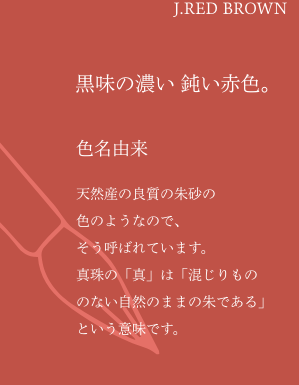 J.RED BROWN
黒味の濃い 鈍い赤色。
色名由来
天然産の良質の朱砂の
色のようなので、
そう呼ばれています。
真珠の「真」は「混じりもの
のない自然のままの朱である」
という意味です。